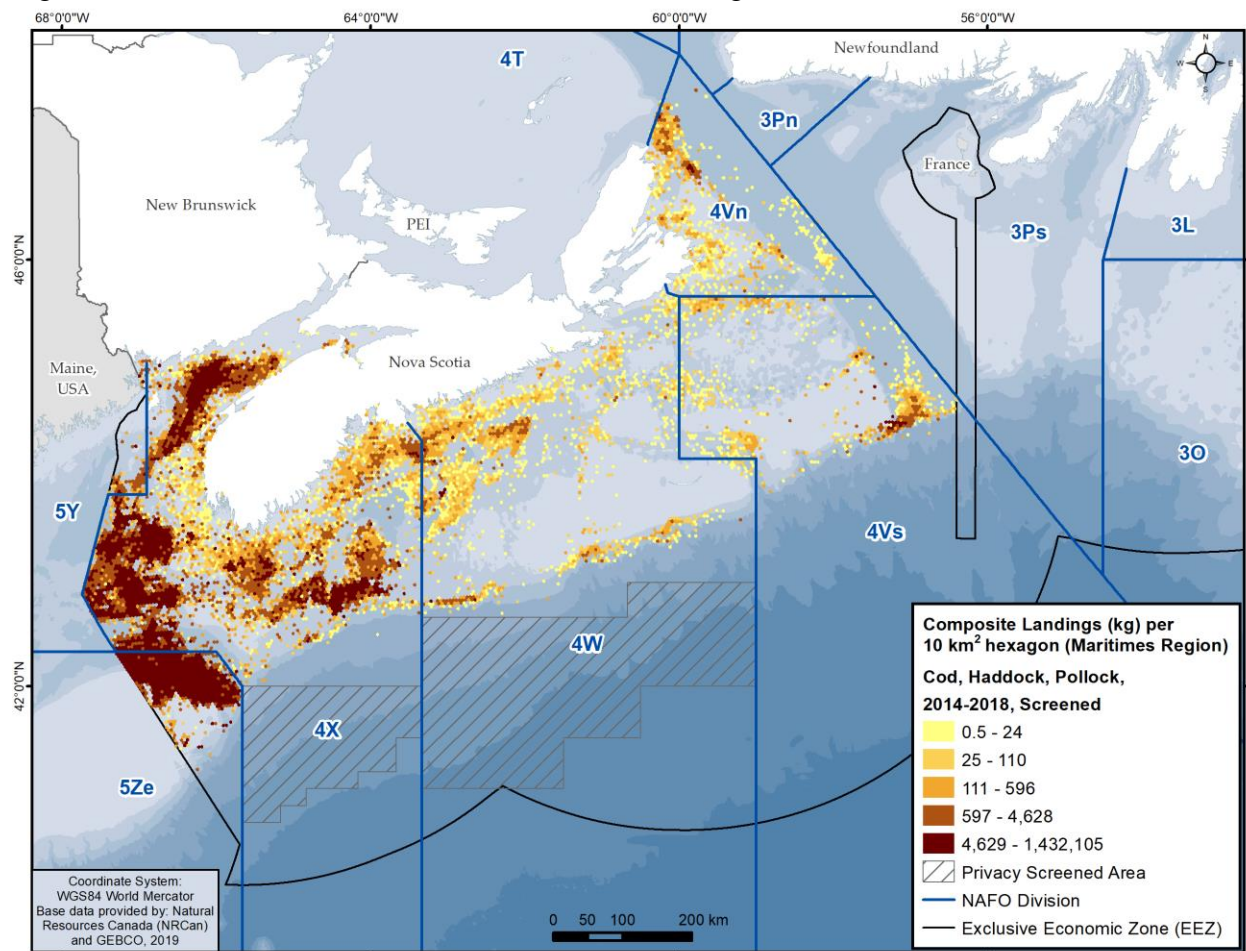 68°0'0"W
64°0'0"W
60°0'0"W
56°0'0"W
46°0'0"N
42°0'0"N
4T
Newfoundland
N
W
E
S
3Pn
France
New Brunswick
PEI
4Vn
3Ps
3L
Maine,
USA
Nova Scotia
5Y
3O
4Vs
4W
4X
5Ze
Composite Landings (kg) per
10 km² hexagon (Maritimes Region)
Cod, Haddock, Pollock,
2014-2018, Screened
0.5 - 24
25 - 110
111 - 596
597 - 4,628
4,629 - 1,432,105
Privacy Screened Area
NAFO Division
Exclusive Economic Zone (EEZ)
Coordinate System:
WGS84 World Mercator
Base data provided by: Natural
Resources Canada (NRCan)
and GEBCO, 2019
0 50 100 200 km